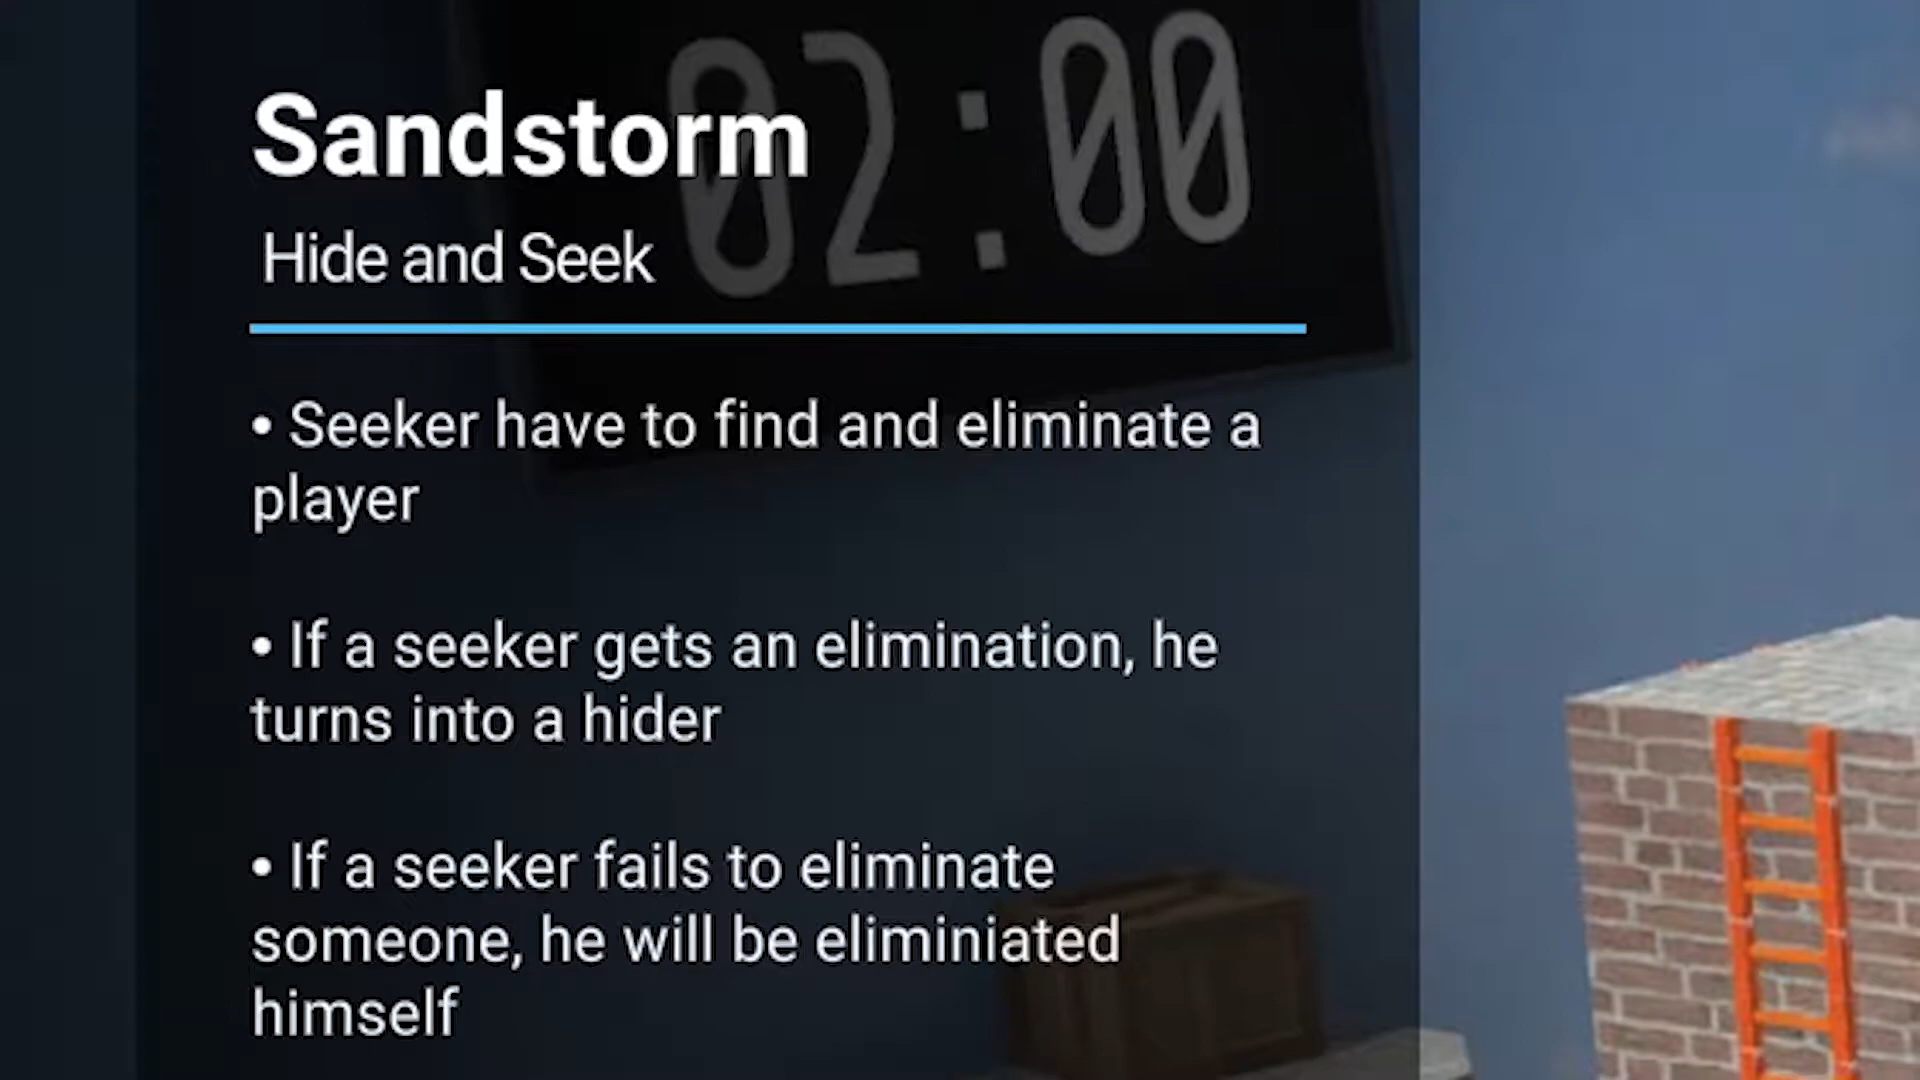 02:00
Sandstorm
Hide and Seek
• Seeker have to find and eliminate a
player
• If a seeker gets an elimination, he
turns into a hider
• If a seeker fails to eliminate
someone, he will be eliminiated
himself